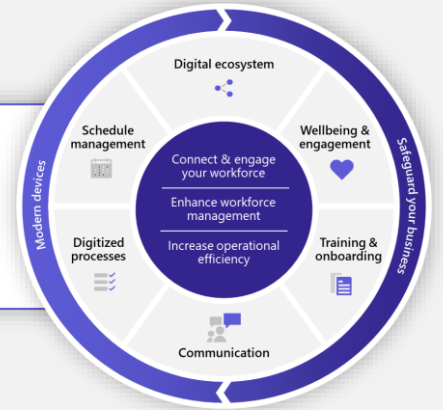 Digital ecosystem
Schedule
management
Wellbeing &
engagement
Connect & engage
your workforce
Enhance workforce
management
Increase operational
efficiency
Modern devices
Safeguard your business
Digitized
processes
Training &
onboarding
Communication